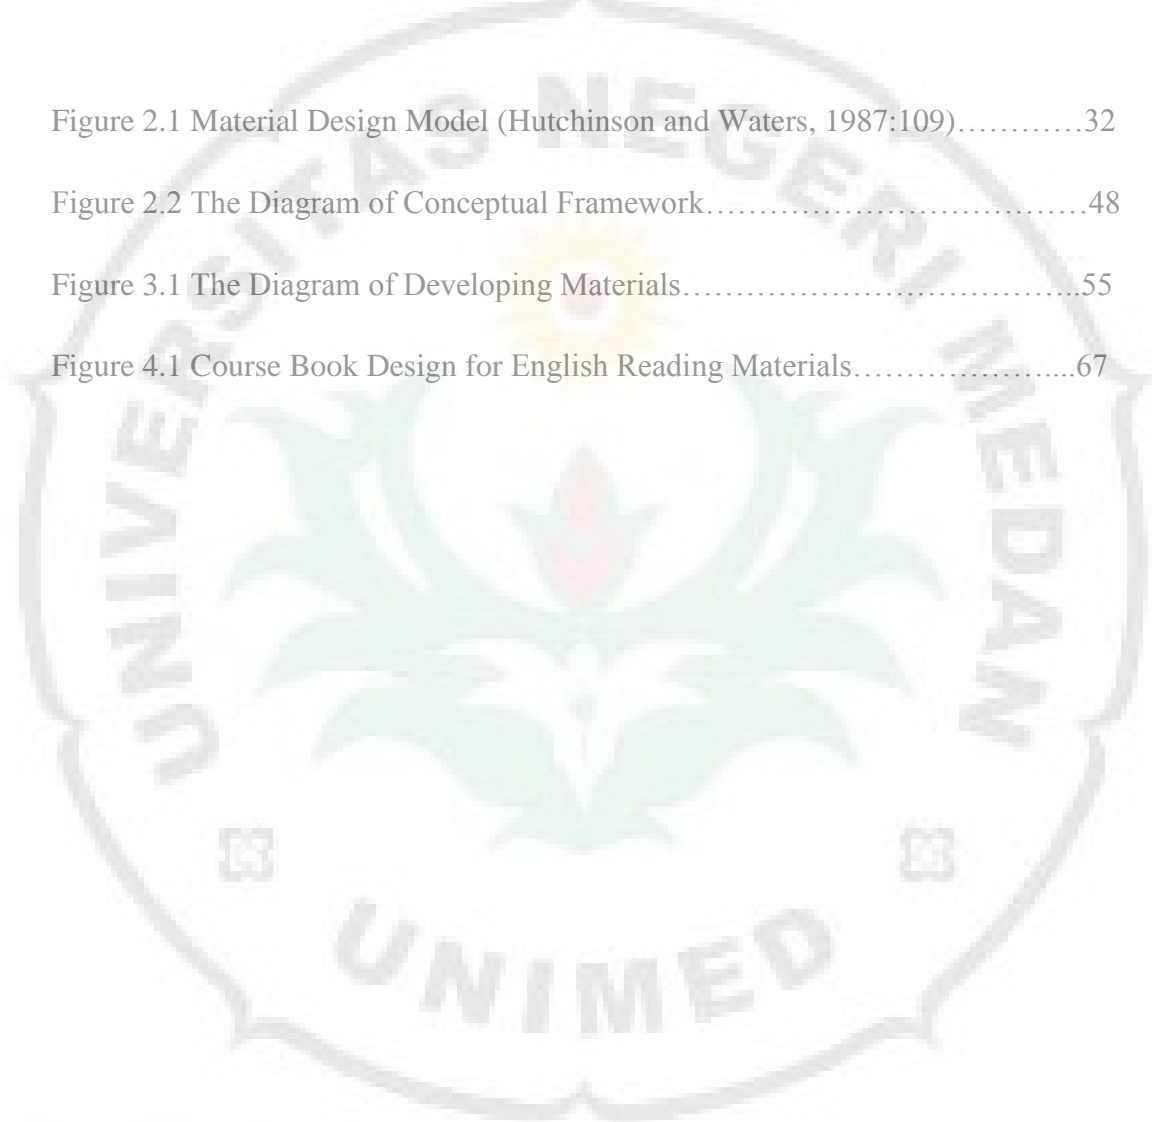 Figure 2.1 Material Design Model (Hutchinson and Waters, 1987:109)…………32
Figure 2.2 The Diagram of Conceptual Framework………………………………48
Figure 3.1 The Diagram of Developing Materials………………………………..55
Figure 4.1 Course Book Design for English Reading Materials………………....67
UNIVERSITAS NEGERI MEDAN
UNIMED